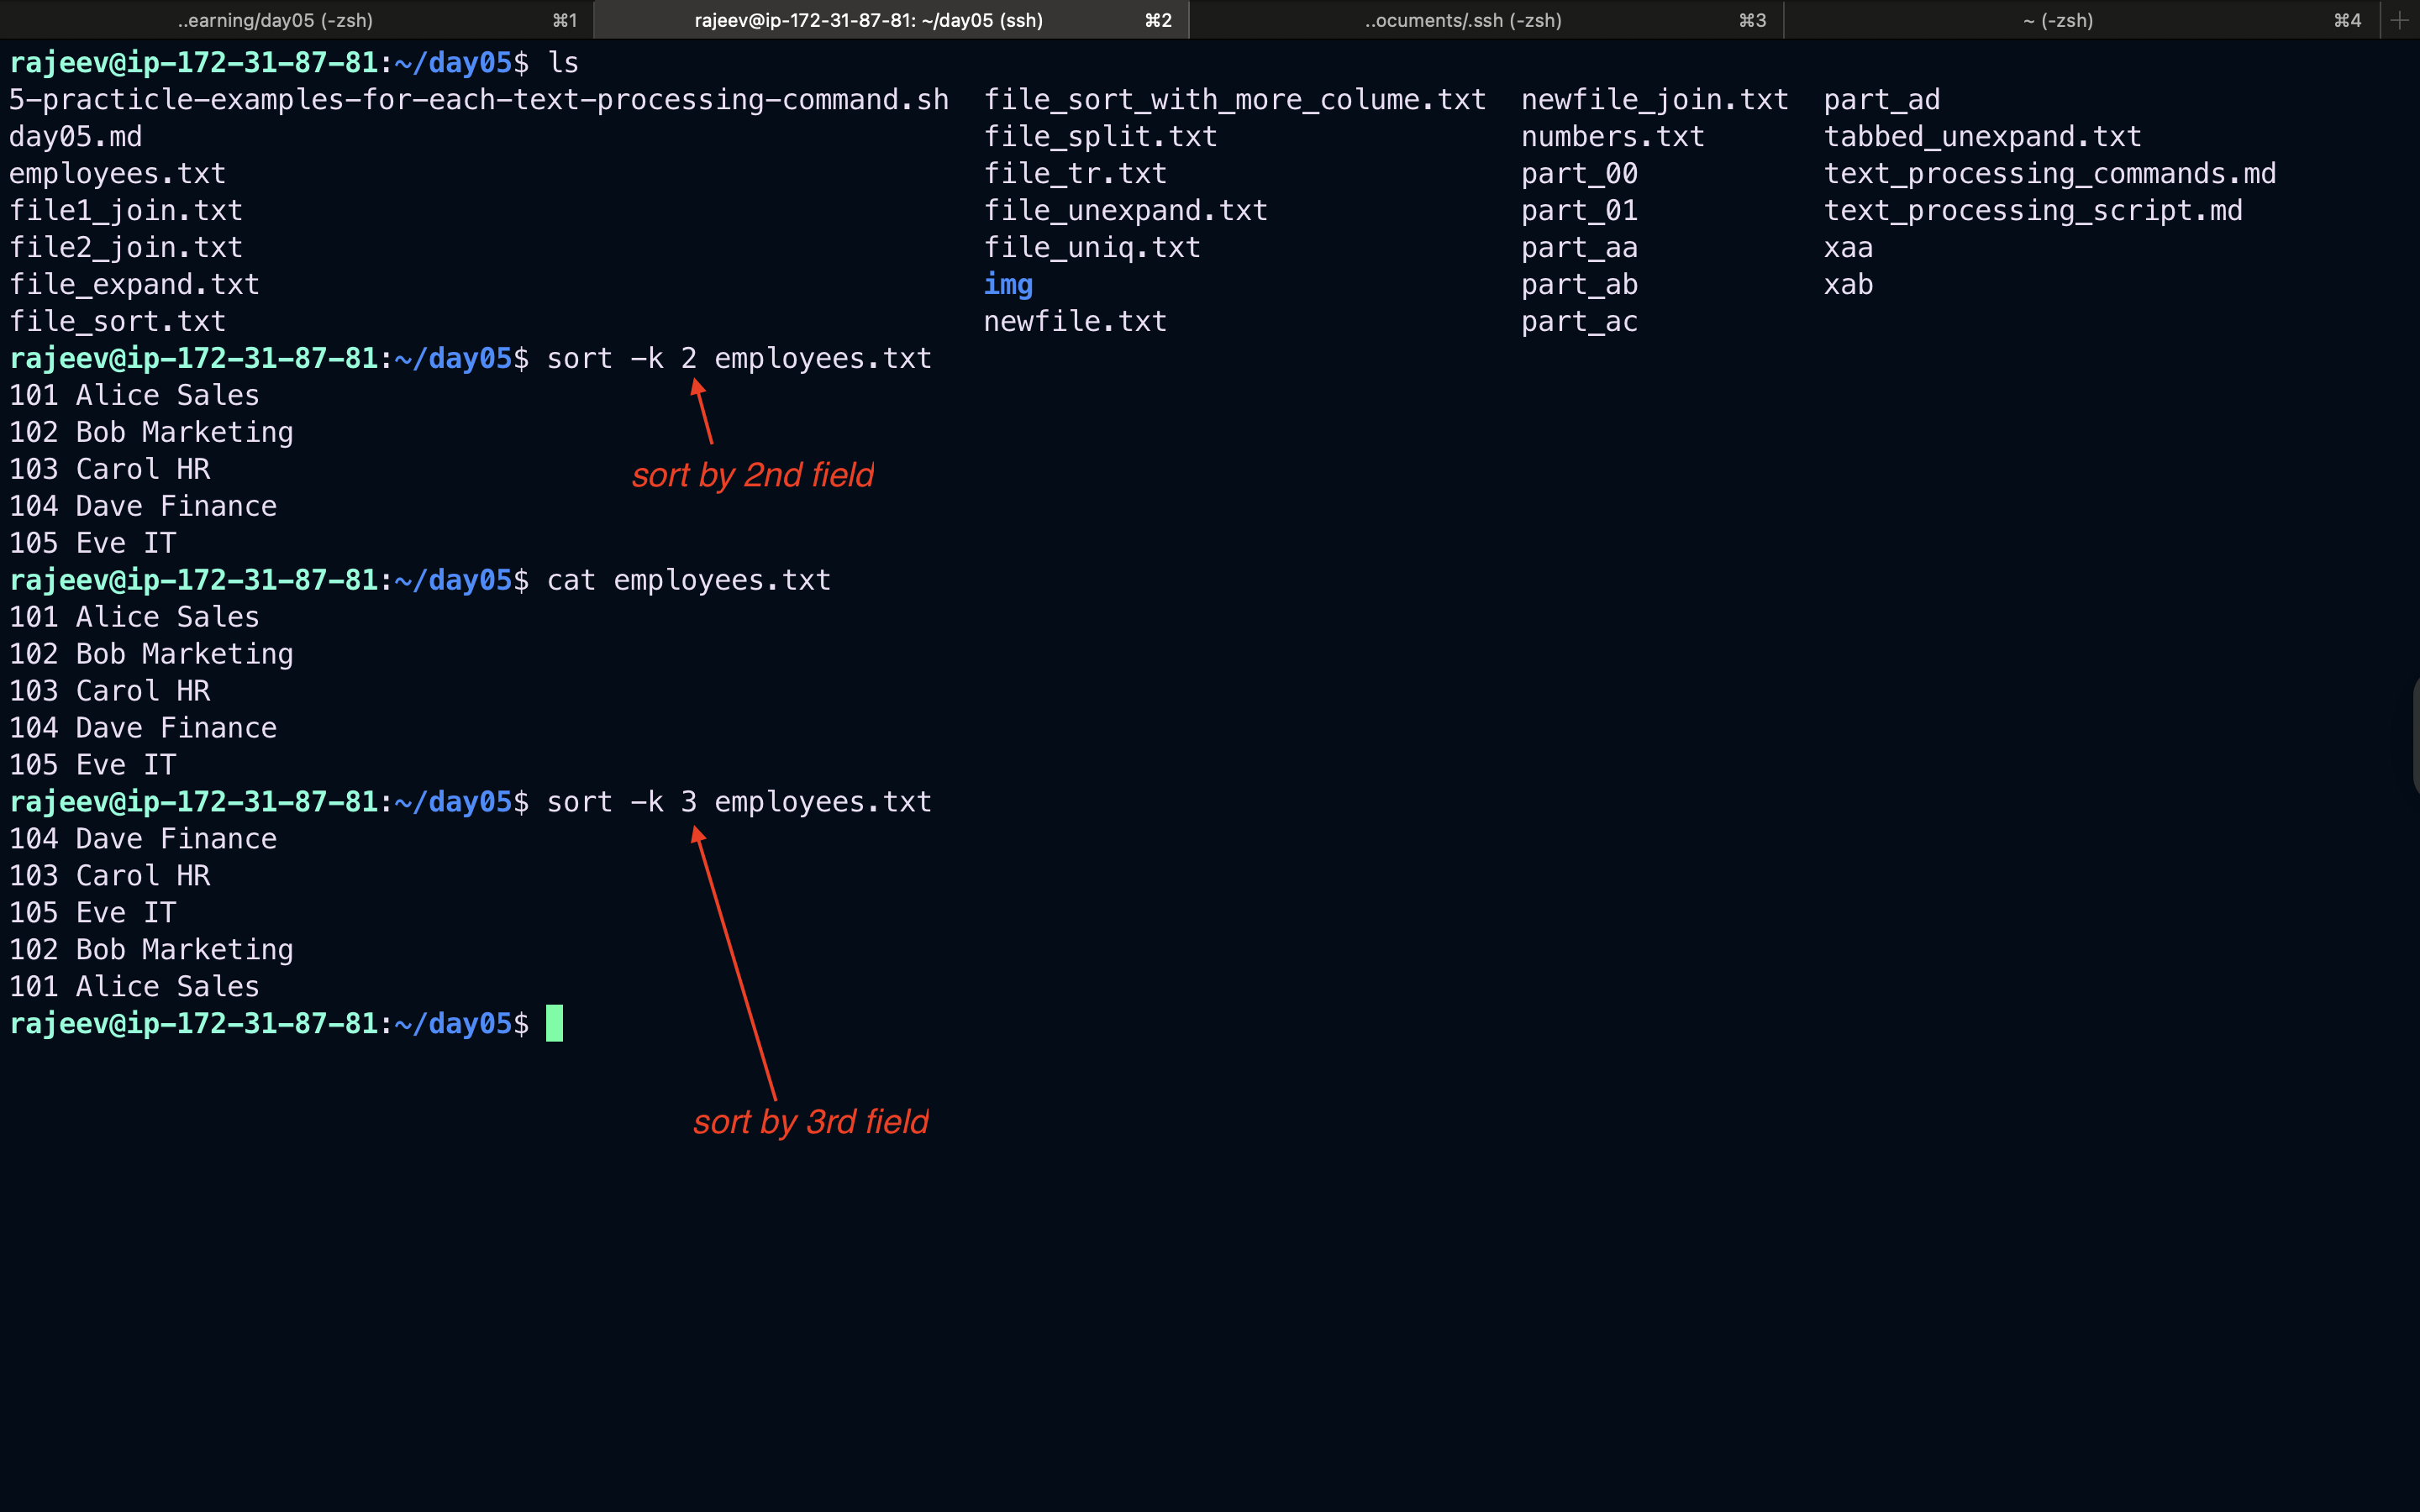 ..earning/day05 (-zsh) ⌘1 rajeev@ip-172-31-87-81: ~/day05 (ssh) ⌘2 ..ocuments/.ssh (-zsh) ⌘3 ~ (-zsh) ⌘4 +
rajeev@ip-172-31-87-81:~/day05$ ls
5-practicle-examples-for-each-text-processing-command.sh file_sort_with_more_colume.txt newfile_join.txt part_ad
day05.md file_split.txt numbers.txt tabbed_unexpand.txt
employees.txt file_tr.txt part_00 text_processing_commands.md
file1_join.txt file_unexpand.txt part_01 text_processing_script.md
file2_join.txt file_uniq.txt part_aa xaa
file_expand.txt img part_ab xab
file_sort.txt newfile.txt part_ac
rajeev@ip-172-31-87-81:~/day05$ sort -k 2 employees.txt
101 Alice Sales
102 Bob Marketing
103 Carol HR
sort by 2nd field
104 Dave Finance
105 Eve IT
rajeev@ip-172-31-87-81:~/day05$ cat employees.txt
101 Alice Sales
102 Bob Marketing
103 Carol HR
104 Dave Finance
105 Eve IT
rajeev@ip-172-31-87-81:~/day05$ sort -k 3 employees.txt
104 Dave Finance
103 Carol HR
105 Eve IT
102 Bob Marketing
101 Alice Sales
rajeev@ip-172-31-87-81:~/day05$
sort by 3rd field